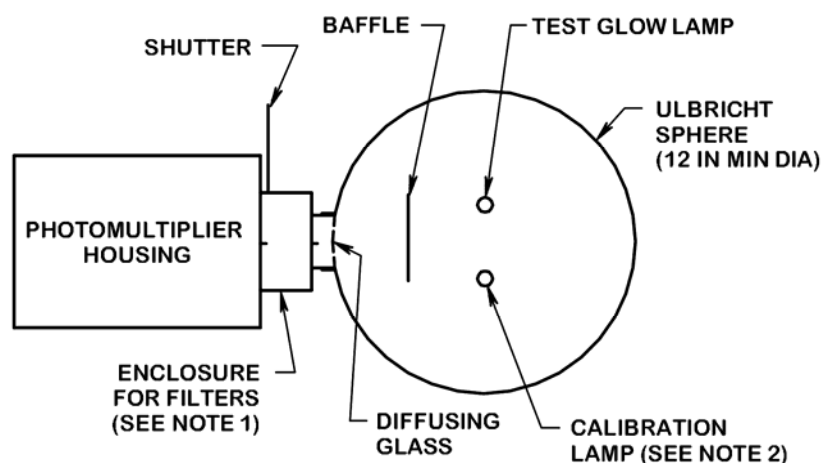 BAFFLE
TEST GLOW LAMP
SHUTTER
ULBRICHT
SPHERE
(12 IN MIN DIA)
PHOTOMULTIPLIER
HOUSING
ENCLOSURE
FOR FILTERS
(SEE NOTE 1)
DIFFUSING
GLASS
CALIBRATION
LAMP (SEE NOTE 2)